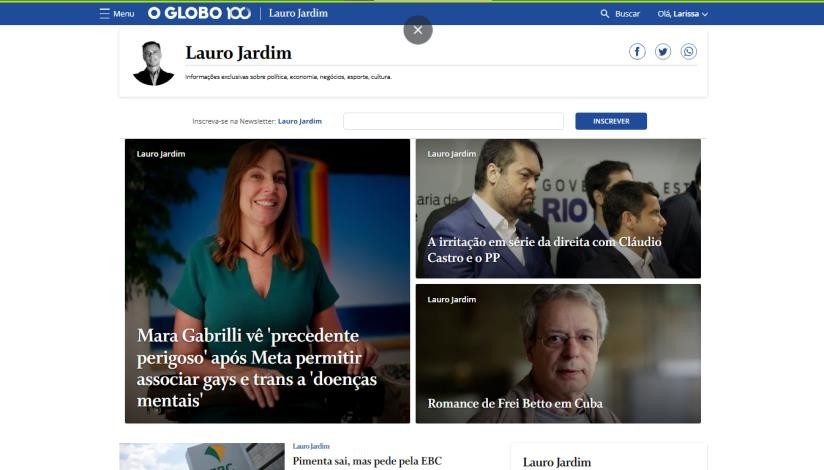 Menu
O GLOBO 100
Lauro Jardim
Buscar
Olá, Larissa
Lauro Jardim
Informações exclusivas sobre política, economia, negócios, esporte, cultura.
Inscreva-se na Newsletter: Lauro Jardim
INSCREVER
Lauro Jardim
Mara Gabrilli vê 'precedente
perigoso' após Meta permitir
associar gays e trans a 'doenças
mentais'
Lauro Jardim
RIO
A irritação em série da direita com Cláudio
Castro e o PP
Lauro Jardim
Romance de Frei Betto em Cuba
Lauro Jardim
Pimenta sai, mas pede pela EBC
Lauro Jardim